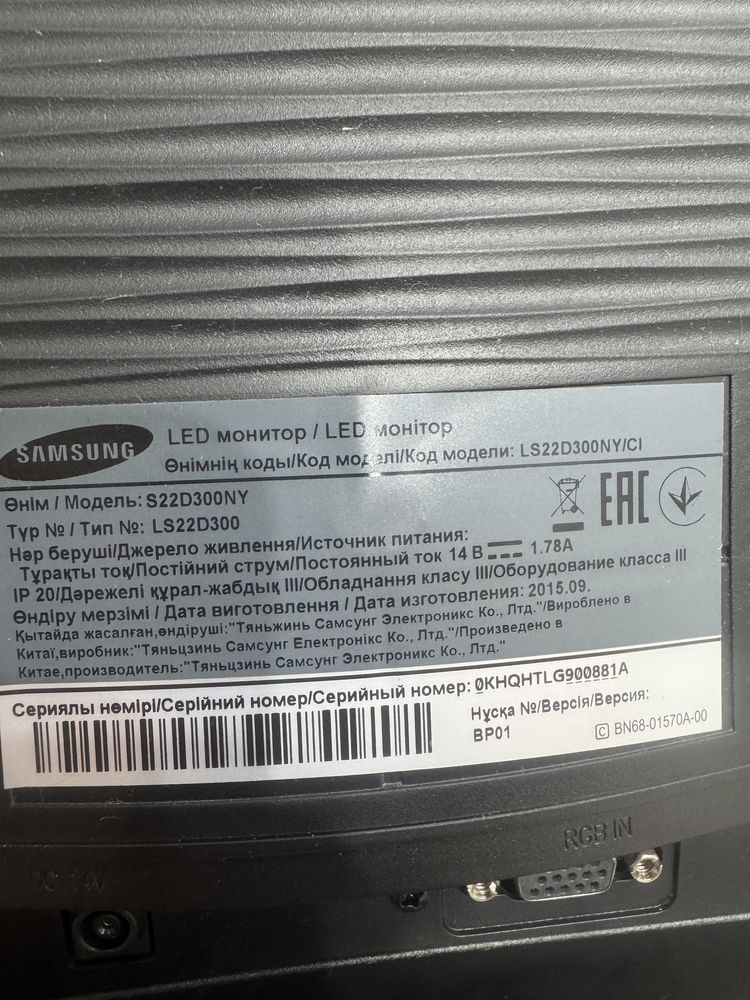 SAMSUNG
LED монитор / LED монітор
Өнімнің коды/Код моделі/Код модели: LS22D300NY/CI
Өнім / Модель: S22D300NY
Түр № / Тип №: LS22D300
Нәр беруші/Джерело живлення/Источник питания:
Тұрақты тоқ/Постійний струм/Постоянный ток 14 В 1.78A
IP 20/Дәрежелі құрал-жабдық III/Обладнання класу III/Оборудование класса III
Өндіру мерзімі / Дата виготовлення / Дата изготовления: 2015.09.
Қытайда жасалған,өндіруші:"Тяньжинь Самсунг Электроникс Ко., Лтд."/Вироблено в
Китаї,виробник:"Тяньцзинь Самсунг Електронікс Ко., Лтд."/Произведено в
Китае,производитель:"Тяньцзинь Самсунг Электроникс Ко., Лтд."
EAC
Сериялы нөмірі/Серійний номер/Серийный номер: 0KHQHTLG900881A
Нұсқа №/Версія/Версия:
BP01
C BN68-01570A-00
RGB IN
DC 14V